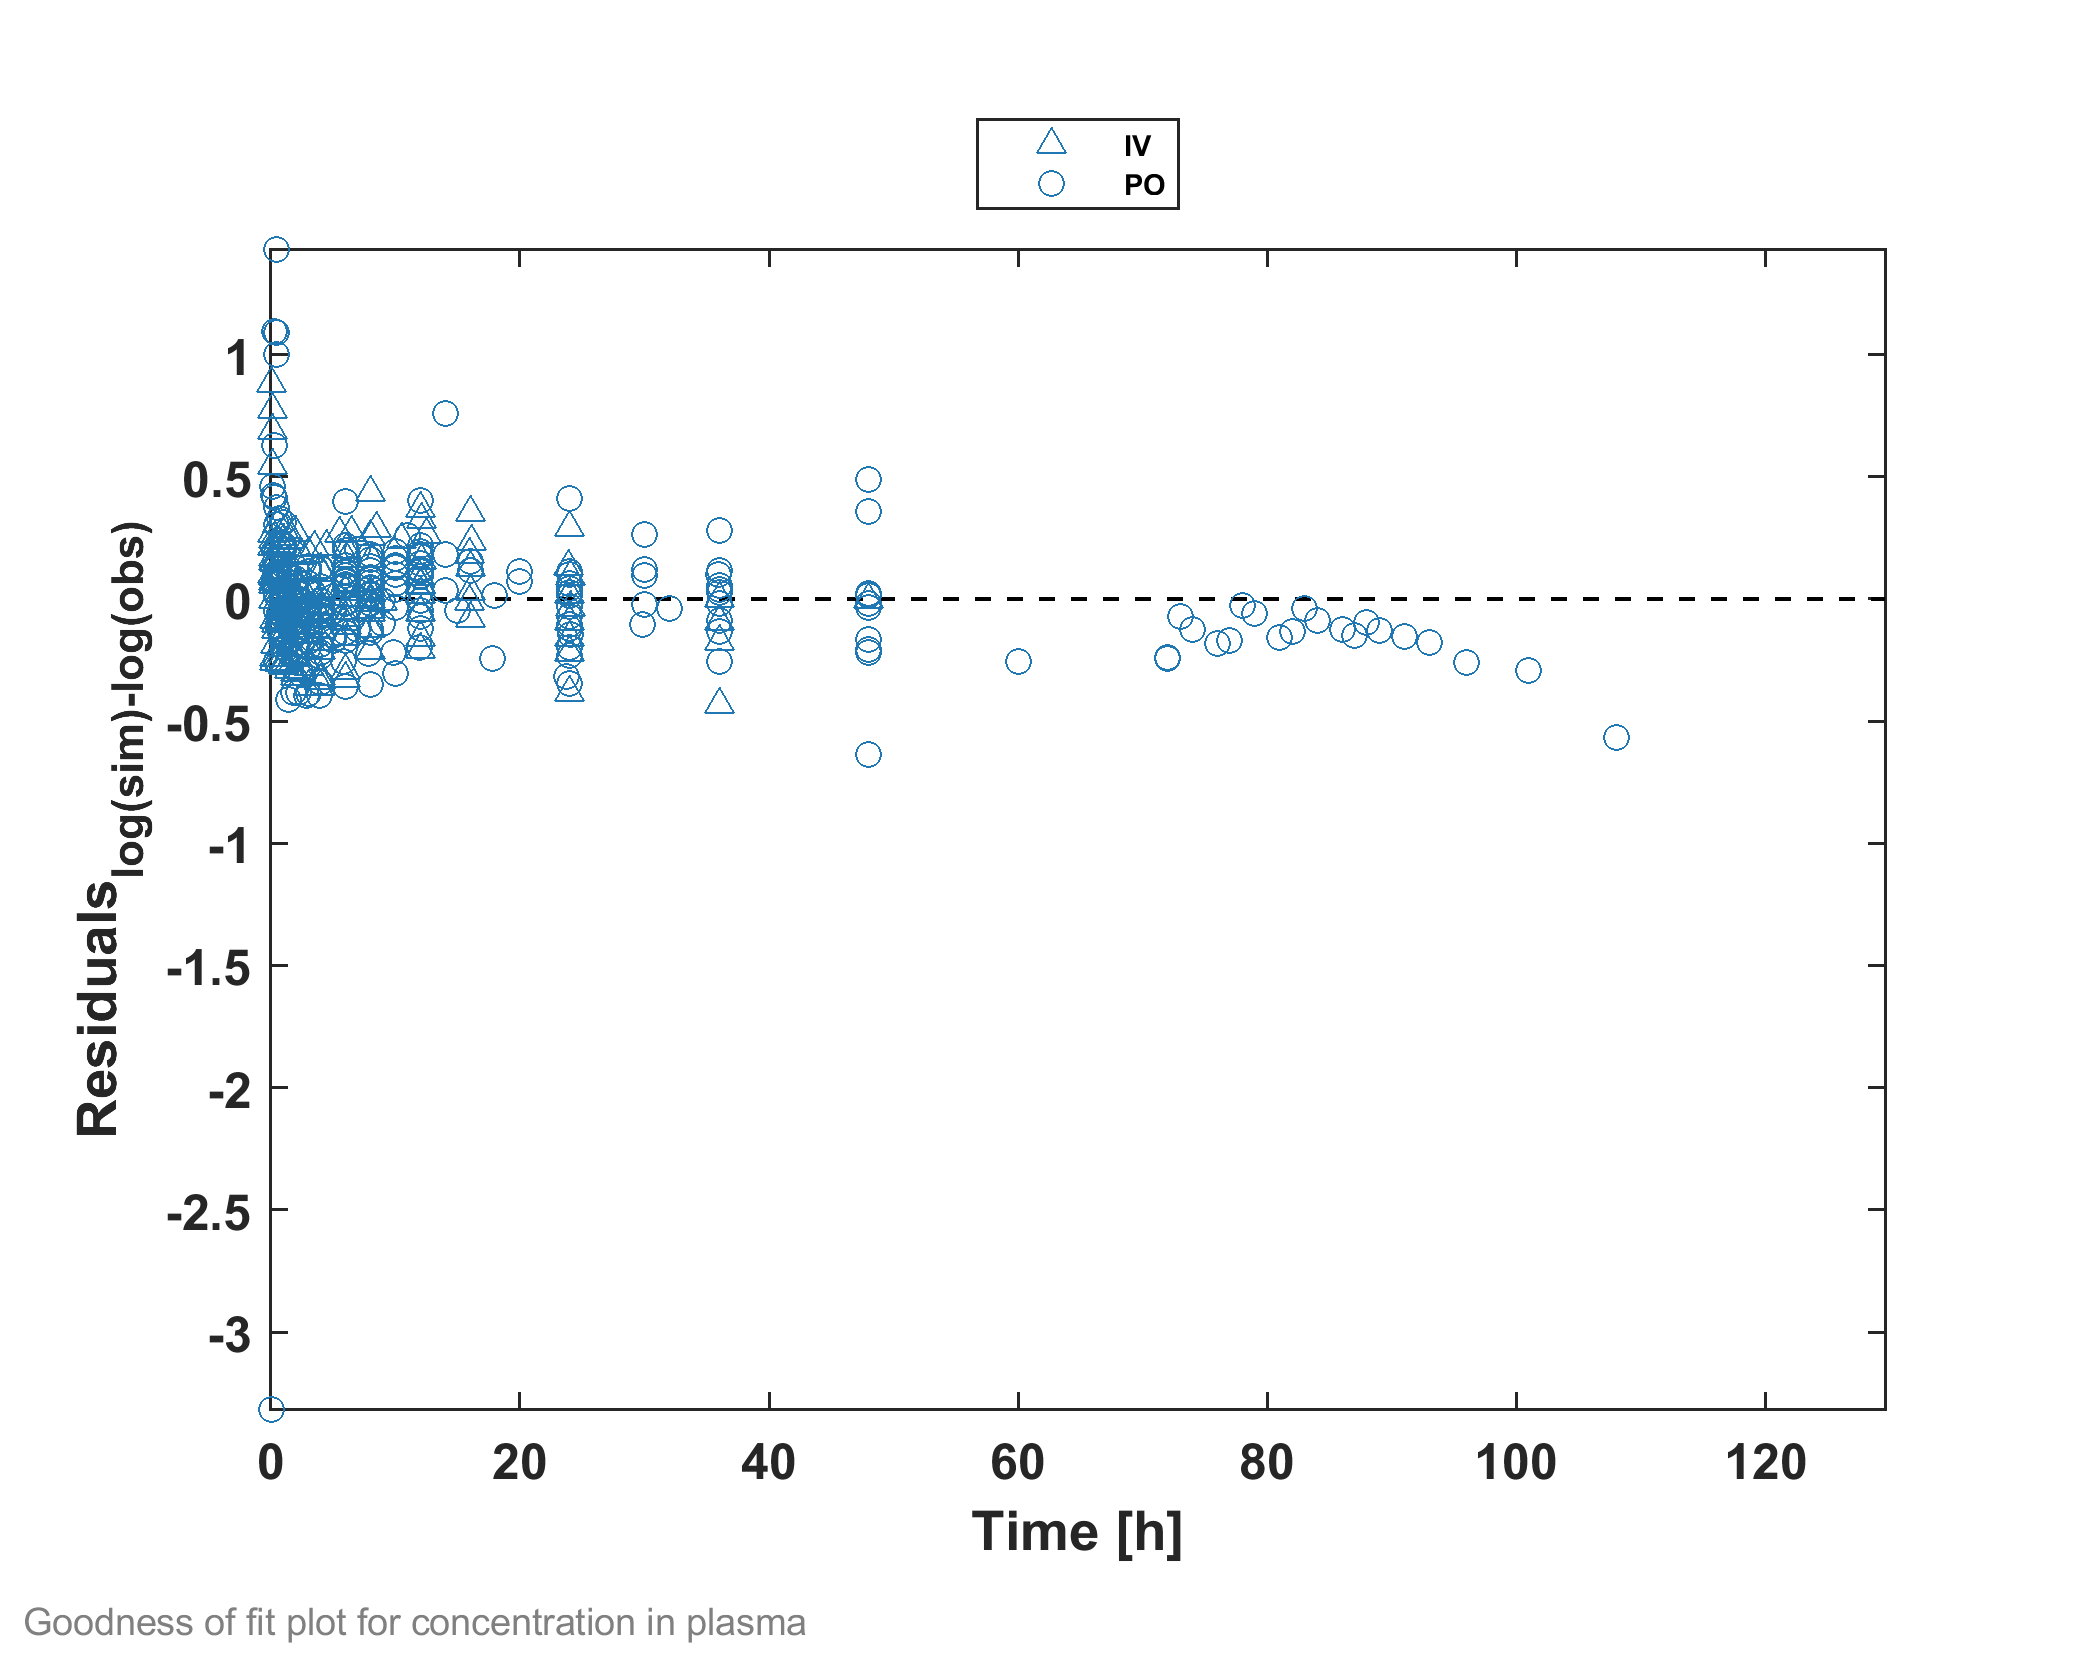 IV
PO
1
0.5
0
-0.5
-1
-1.5
-2
-2.5
-3
Residuals log(sim)-log(obs)
0 20 40 60 80 100 120
Time [h]
Goodness of fit plot for concentration in plasma